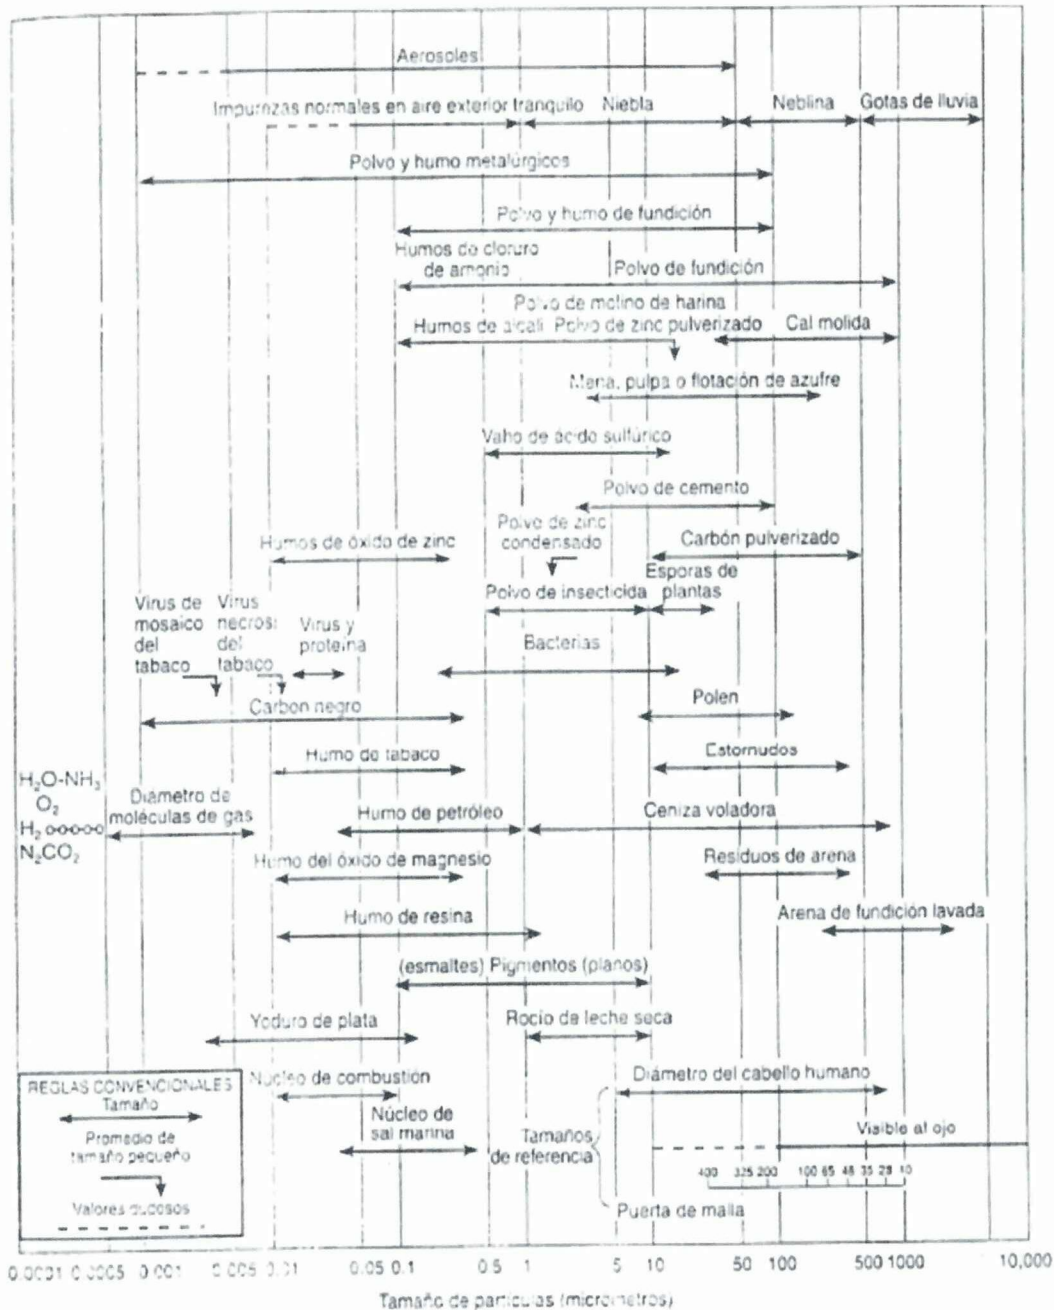 Aerosoles
Impurnzas normales en aire exterior tranquilo
Niebla
Neblina
Gotas de lluvia
Polvo y humo metalúrgicos
Polvo y humo de fundición
Humos de cloruro
de amonio
Polvo de fundición
Polvo de molino de harina
Humos de alcali
Polvo de zinc pulverizado
Cal molida
Mena, pulpa o flotación de azufre
Vaho de ácido sulfúrico
Polvo de cemento
Polvo de zinc
condensado
Humos de óxido de zinc
Carbón pulverizado
Polvo de insecticida
Esporas de
plantas
Virus de
mosaico
del
tabaco
Virus
necrosi
del
tabaco
Virus y
proteina
Bacterias
Carbon negro
Polen
Humo de tabaco
Estornudos
H₂O-NH₃
O₂
H₂
N₂CO₂
Diámetro de
moléculas de gas
Humo de petróleo
Ceniza voladora
Humo del óxido de magnesio
Residuos de arena
Humo de resina
Arena de fundición lavada
(esmaltes) Pigmentos (planos)
Yoduro de plata
Rocío de leche seca
REGLAS CONVENCIONALES
Tamaño
Promedio de
tamaño pequeño
Valores dudosos
Núcleo de combustión
Núcleo de
sal marina
Tamaños
de referencia
Diámetro del cabello humano
Visible al ojo
400 325 200 100 65 48 35 28 10
Puerta de malla
0.0001 0.0005 0.001 0.005 0.01 0.05 0.1 0.5 1 5 10 50 100 500 1000 10,000
Tamaño de partículas (micrometros)